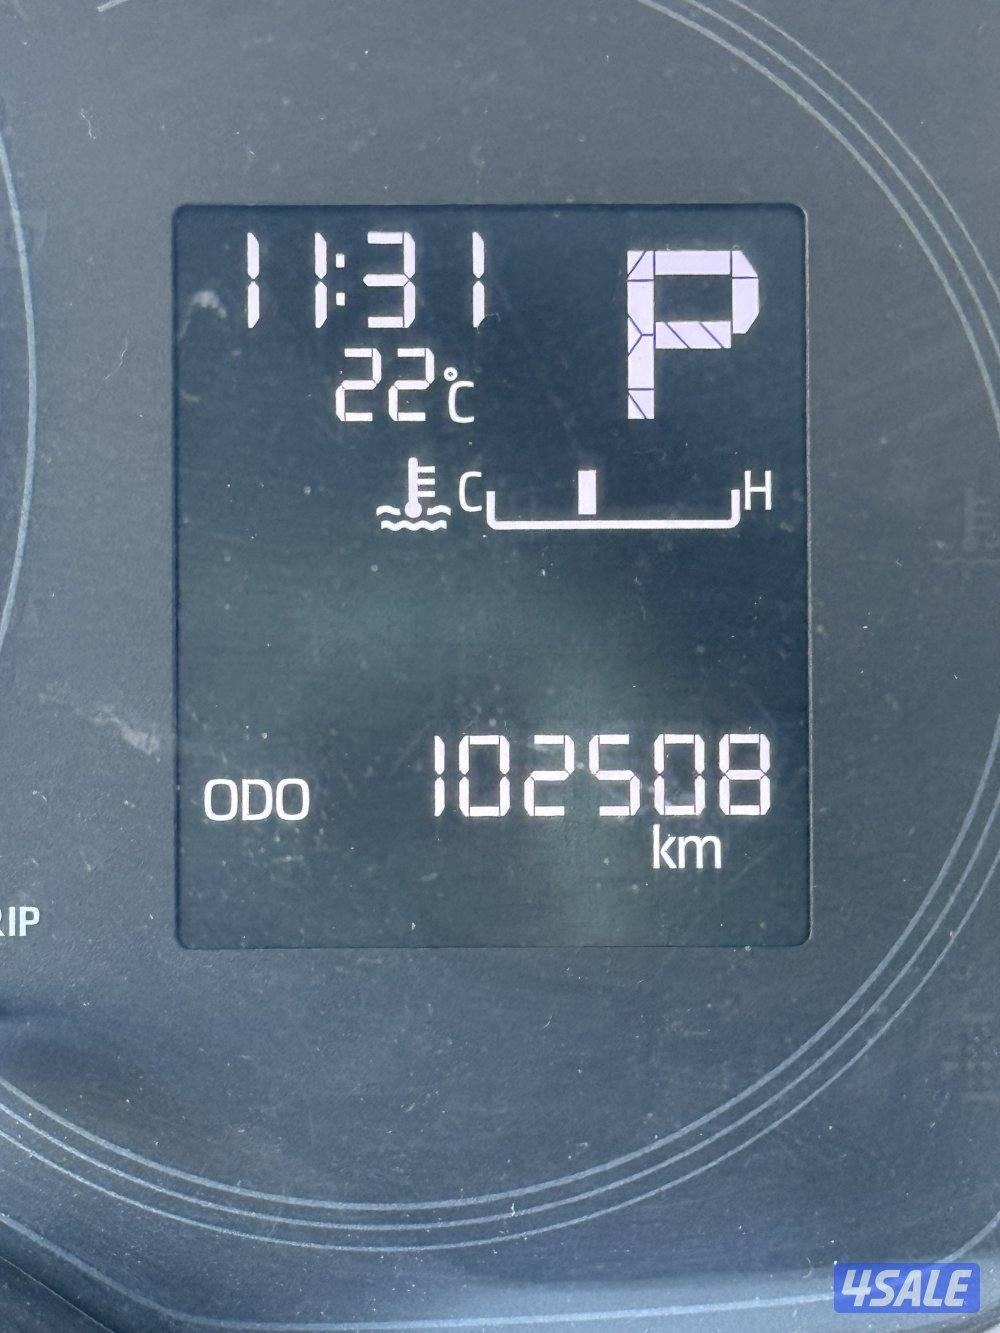 11:31 P
22°C
C H
ODO 102508
km
RIP
4SALE